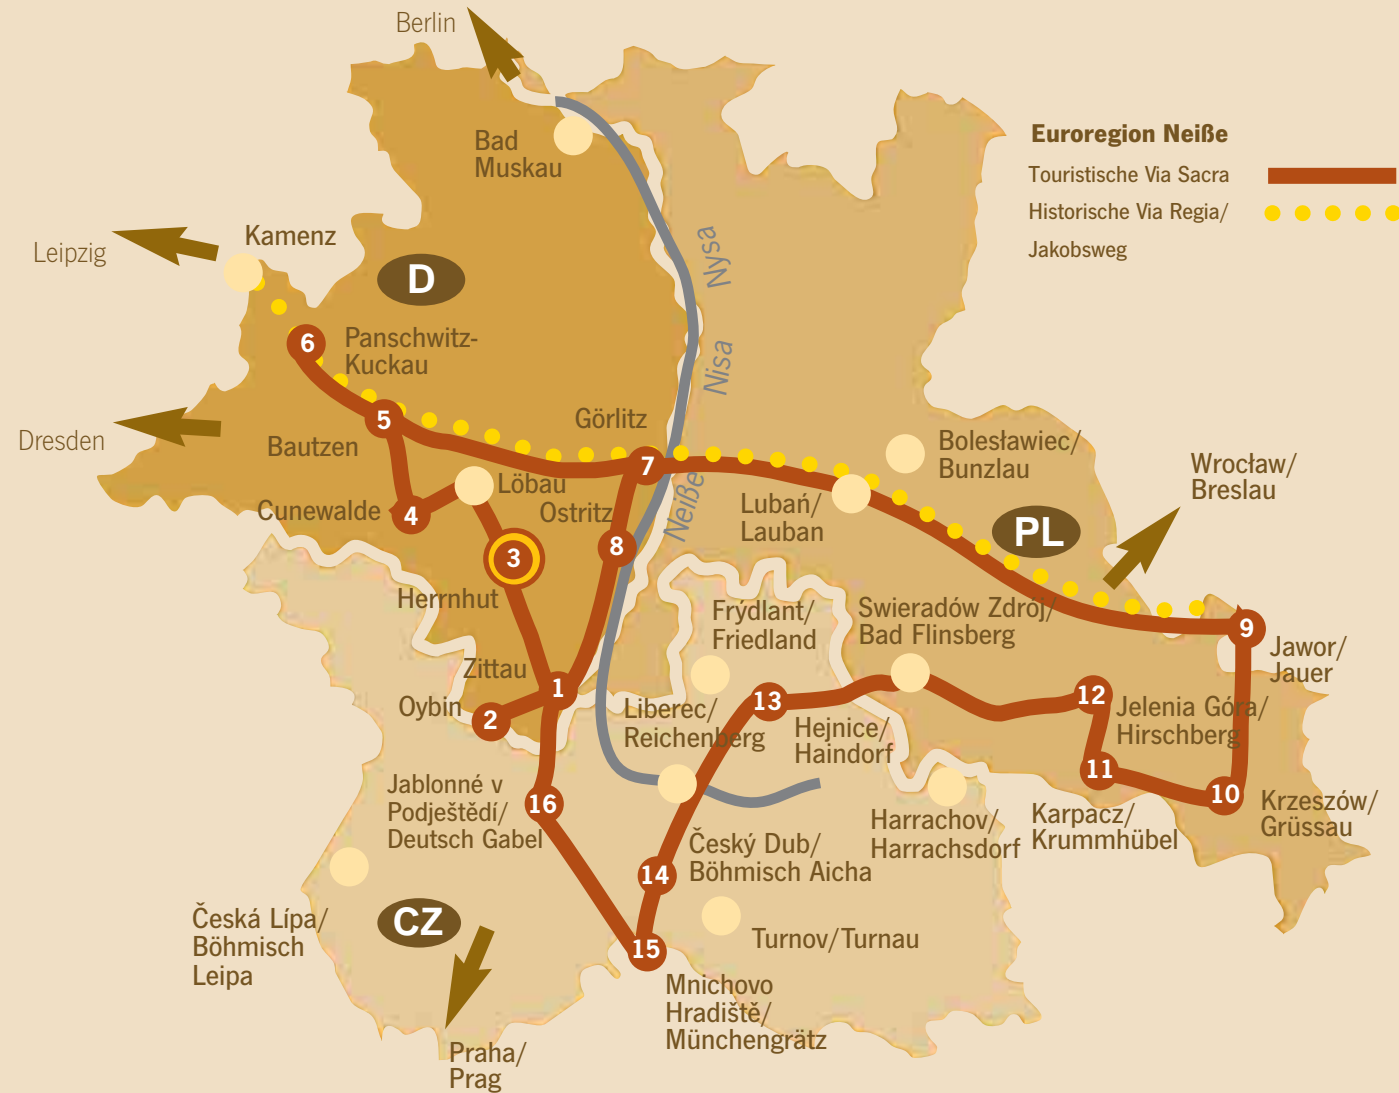 Berlin
Bad
Muskau
Euroregion Neiße
Touristische Via Sacra
Historische Via Regia/
Jakobsweg
Kamenz
Leipzig
D
Nysa
Nisa
Neiße
6
Panschwitz-
Kuckau
5
Bautzen
Dresden
Görlitz
7
Löbau
Cunewalde
4
Ostritz
8
3
Herrnhut
Lubań/
Lauban
Bolesławiec/
Bunzlau
PL
Wrocław/
Breslau
Zittau
1
Oybin
2
Frýdlant/
Friedland
Swieradów Zdrój/
Bad Flinsberg
9
Jawor/
Jauer
13
Hejnice/
Haindorf
12
Jelenia Góra/
Hirschberg
Liberec/
Reichenberg
11
Karpacz/
Krummhübel
10
Krzeszów/
Grüssau
16
Jablonné v
Podještědí/
Deutsch Gabel
Harrachov/
Harrachsdorf
14
Český Dub/
Böhmisch Aicha
Česká Lípa/
Böhmisch
Leipa
CZ
15
Turnov/Turnau
Mnichovo
Hradiště/
Münchengrätz
Praha/
Prag